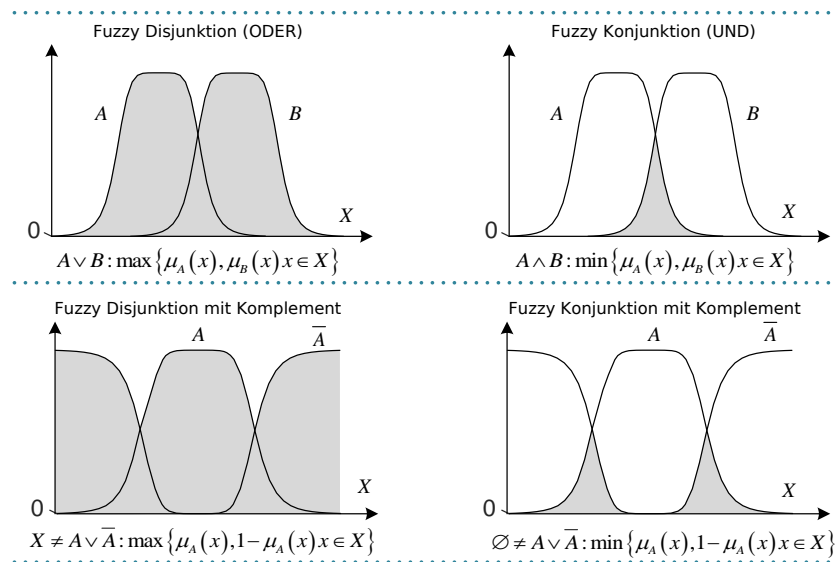 Fuzzy Disjunktion (ODER)
A
B
X
0
A ∨ B : max{μ_A(x), μ_B(x) x ∈ X}
Fuzzy Konjunktion (UND)
A
B
X
0
A ∧ B : min{μ_A(x), μ_B(x) x ∈ X}
Fuzzy Disjunktion mit Komplement
A
A̅
X
0
X ≠ A ∨ A̅ : max{μ_A(x), 1 − μ_A(x) x ∈ X}
Fuzzy Konjunktion mit Komplement
A
A̅
X
0
∅ ≠ A ∨ A̅ : min{μ_A(x), 1 − μ_A(x) x ∈ X}